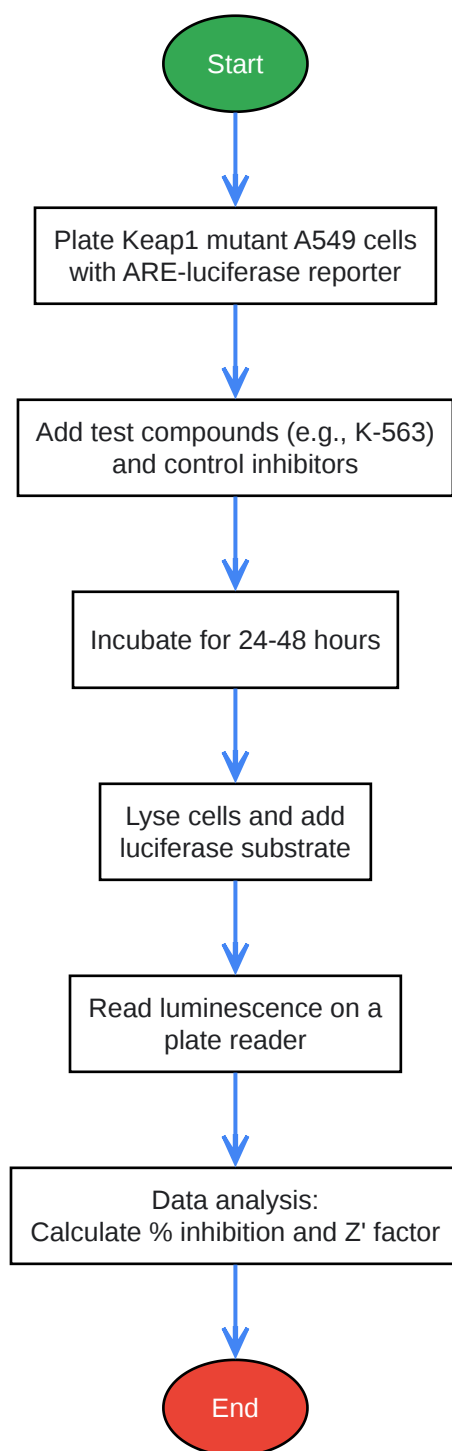 Start
Plate Keap1 mutant A549 cells
with ARE-luciferase reporter
Add test compounds (e.g., K-563)
and control inhibitors
Incubate for 24-48 hours
Lyse cells and add
luciferase substrate
Read luminescence on a
plate reader
Data analysis:
Calculate % inhibition and Z' factor
End